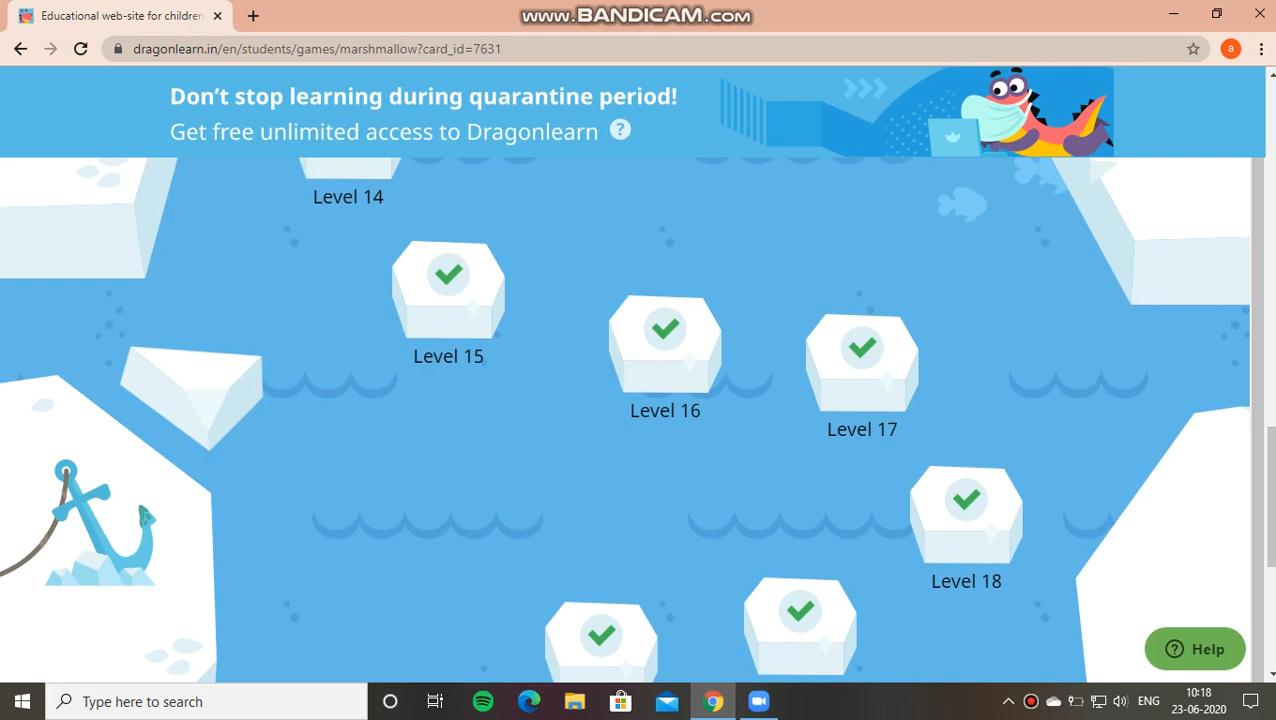 Educational web-site for children
www.BANDICAM.com
dragonlearn.in/en/students/games/marshmallow?card_id=7631
a
Don't stop learning during quarantine period!
Get free unlimited access to Dragonlearn ?
Level 14
Level 15
Level 16
Level 17
Level 18
? Help
Type here to search
ENG
10:18
23-06-2020